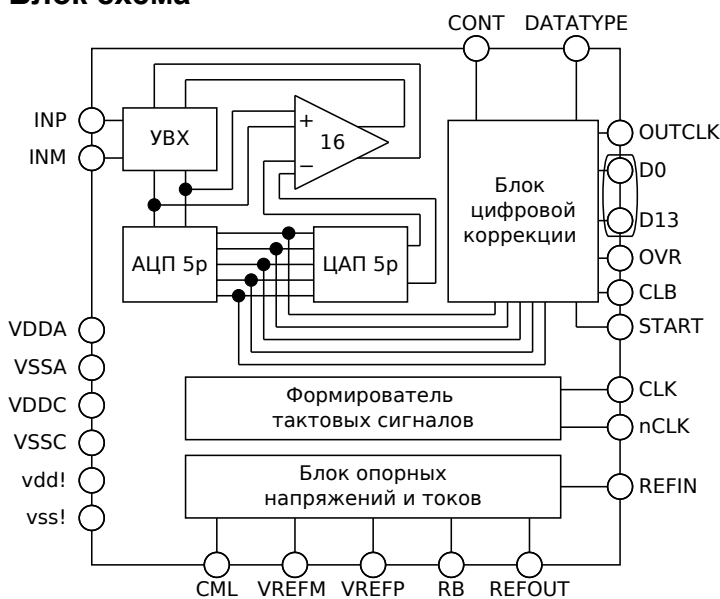 Блок схема
CONT
DATATYPE
INP
INM
УВХ
+
16
−
OUTCLK
D0
D13
OVR
CLB
START
Блок
цифровой
коррекции
АЦП 5р
ЦАП 5р
VDDA
VSSA
VDDC
VSSC
vdd!
vss!
Формирователь
тактовых сигналов
CLK
nCLK
Блок опорных
напряжений и токов
REFIN
CML
VREFM
VREFP
RB
REFOUT